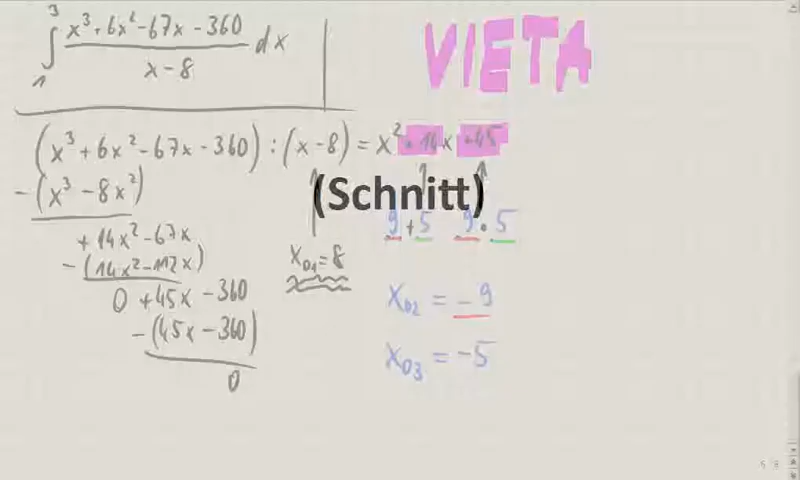 ∫₁³ (x³+6x²-67x-360)/(x-8) dx
VIETA
(x³+6x²-67x-360):(x-8)=x²+14x+45
-(x³-8x²)
(Schnitt)
+14x²-67x
9+5 9·5
-(14x²-112x)
x₀₁=8
0+45x-360
x₀₂=-9
-(45x-360)
x₀₃=-5
0